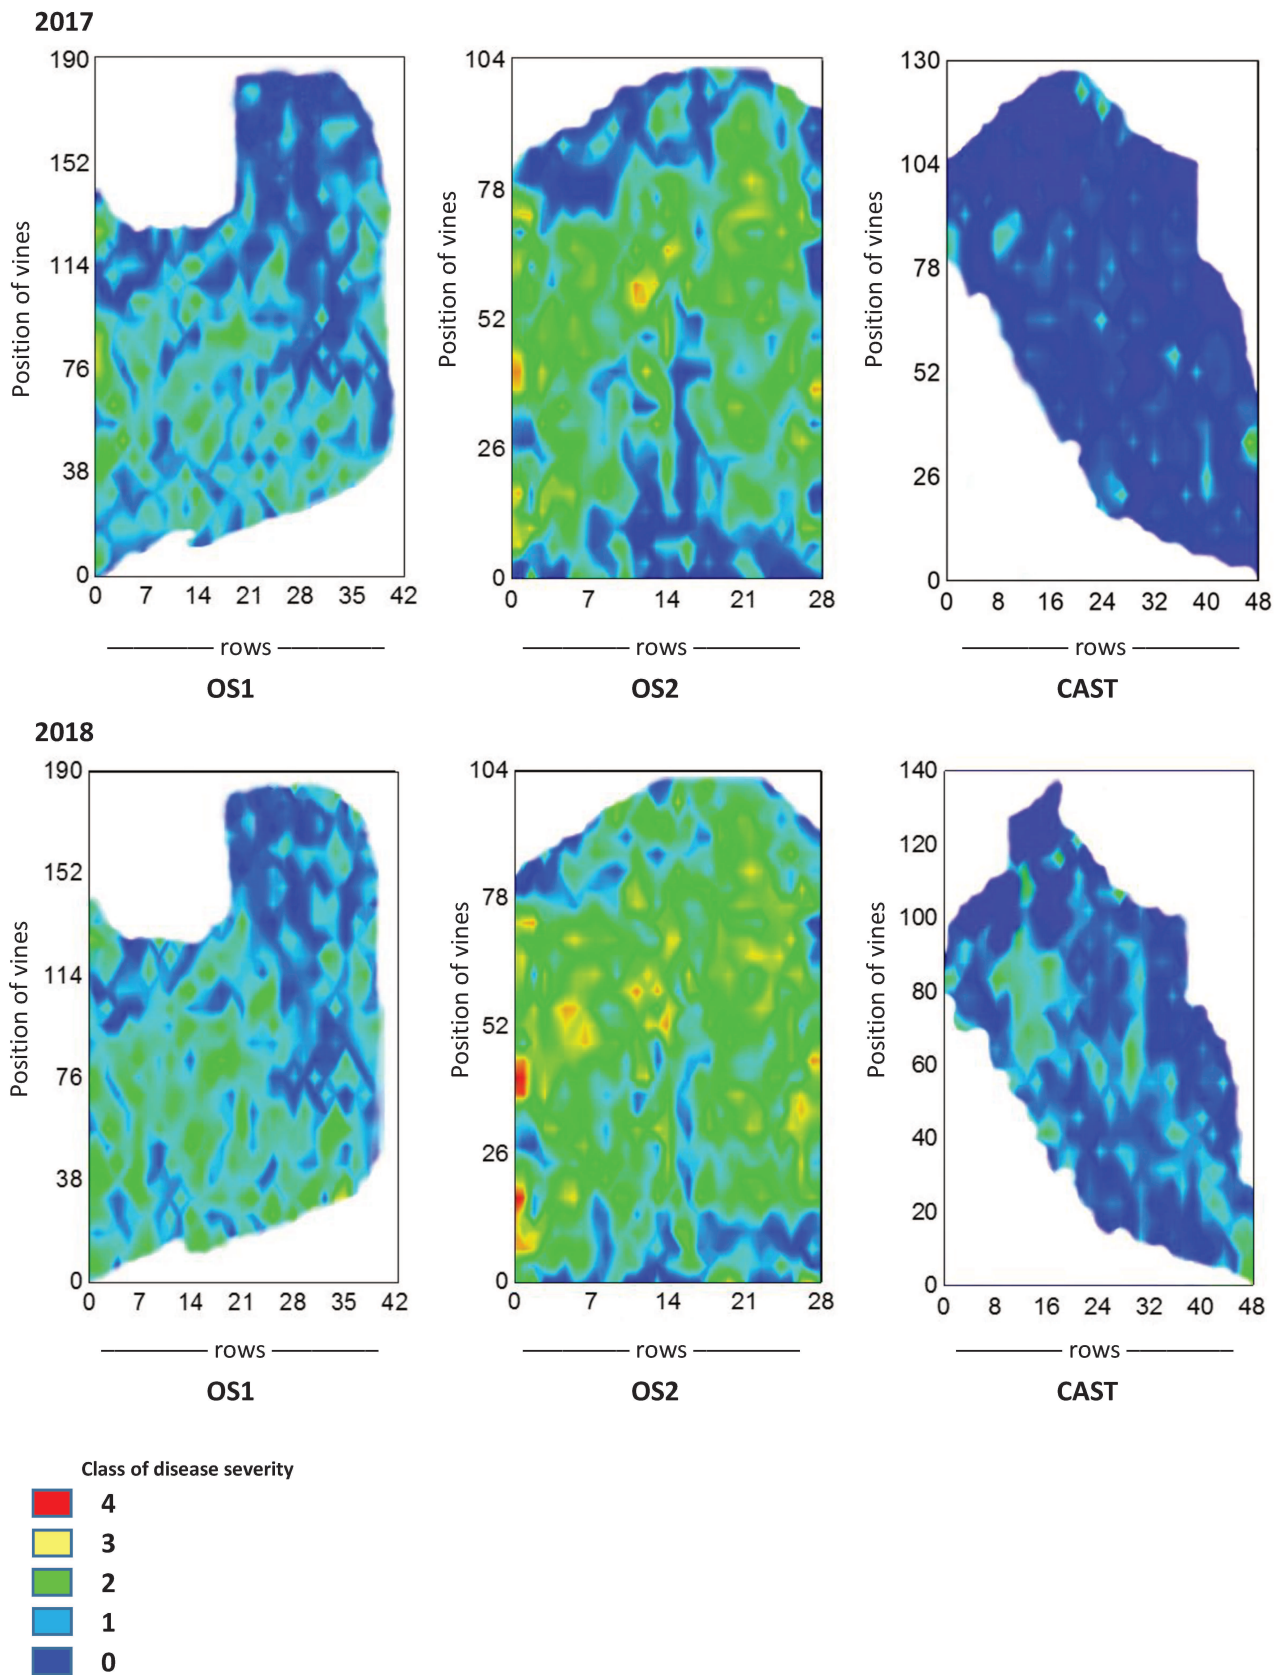 2017
190
152
114
76
38
0
Position of vines
0 7 14 21 28 35 42
rows
OS1
104
78
52
26
0
Position of vines
0 7 14 21 28
rows
OS2
130
104
78
52
26
0
Position of vines
0 8 16 24 32 40 48
rows
CAST
2018
190
152
114
76
38
0
Position of vines
0 7 14 21 28 35 42
rows
OS1
104
78
52
26
0
Position of vines
0 7 14 21 28
rows
OS2
140
120
100
80
60
40
20
0
Position of vines
0 8 16 24 32 40 48
rows
CAST
Class of disease severity
4
3
2
1
0